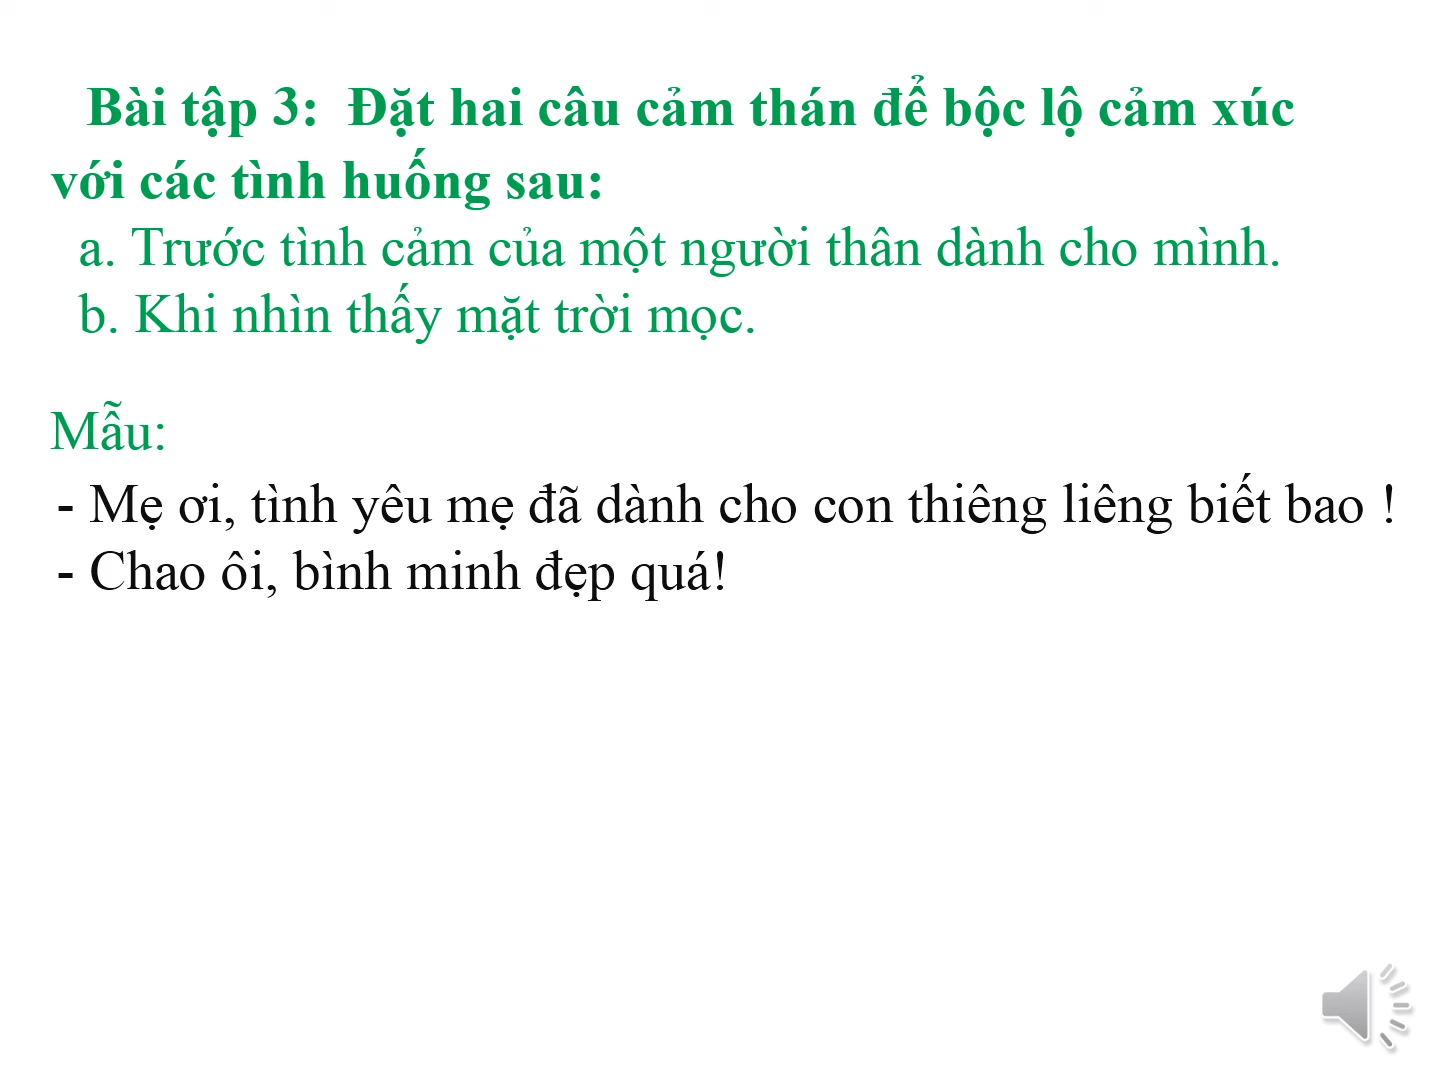 Bài tập 3: Đặt hai câu cảm thán để bộc lộ cảm xúc
với các tình huống sau:
a. Trước tình cảm của một người thân dành cho mình.
b. Khi nhìn thấy mặt trời mọc.
Mẫu:
- Mẹ ơi, tình yêu mẹ đã dành cho con thiêng liêng biết bao !
- Chao ôi, bình minh đẹp quá!